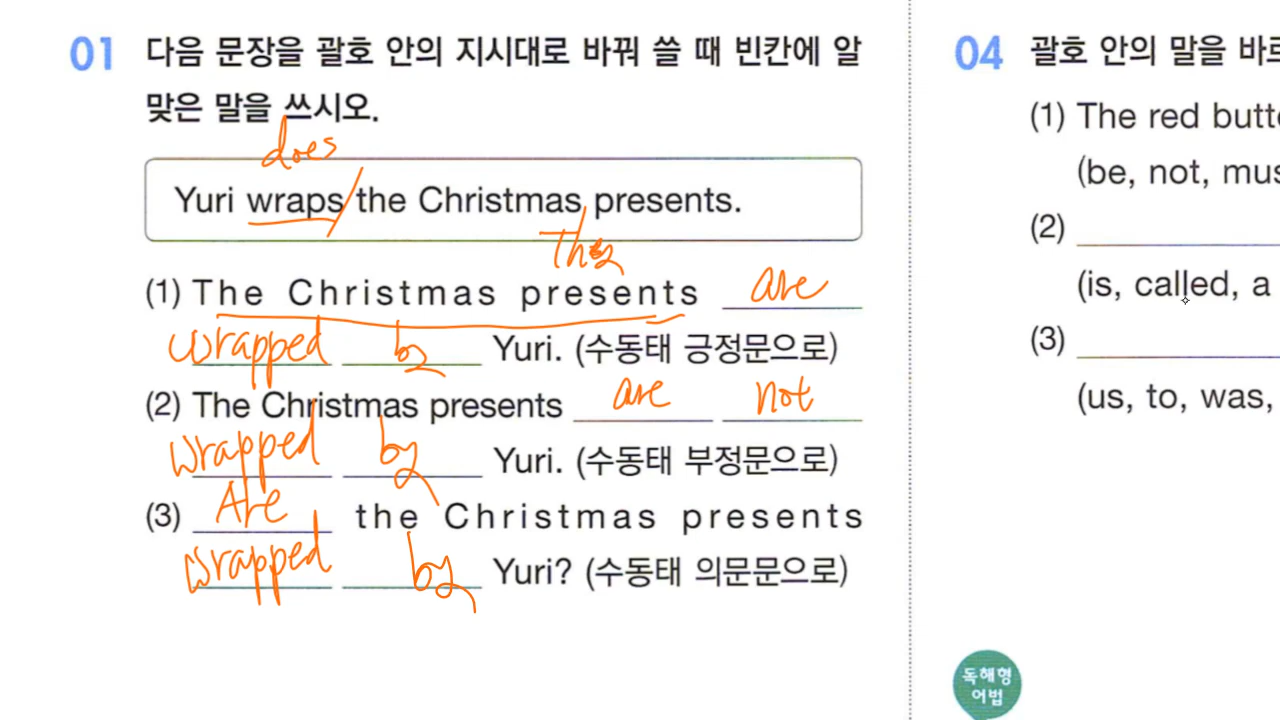 01 다음 문장을 괄호 안의 지시대로 바꿔 쓸 때 빈칸에 알
맞은 말을 쓰시오.
does
Yuri wraps / the Christmas presents.
They
(1) The Christmas presents are
wrapped by Yuri. (수동태 긍정문으로)
(2) The Christmas presents are not
wrapped by Yuri. (수동태 부정문으로)
(3) Are the Christmas presents
wrapped by Yuri? (수동태 의문문으로)
04 괄호 안의 말을
(1) The red
(be, not,
(2)
(is, called, a
(3)
(us, to, was,
독해형
어법